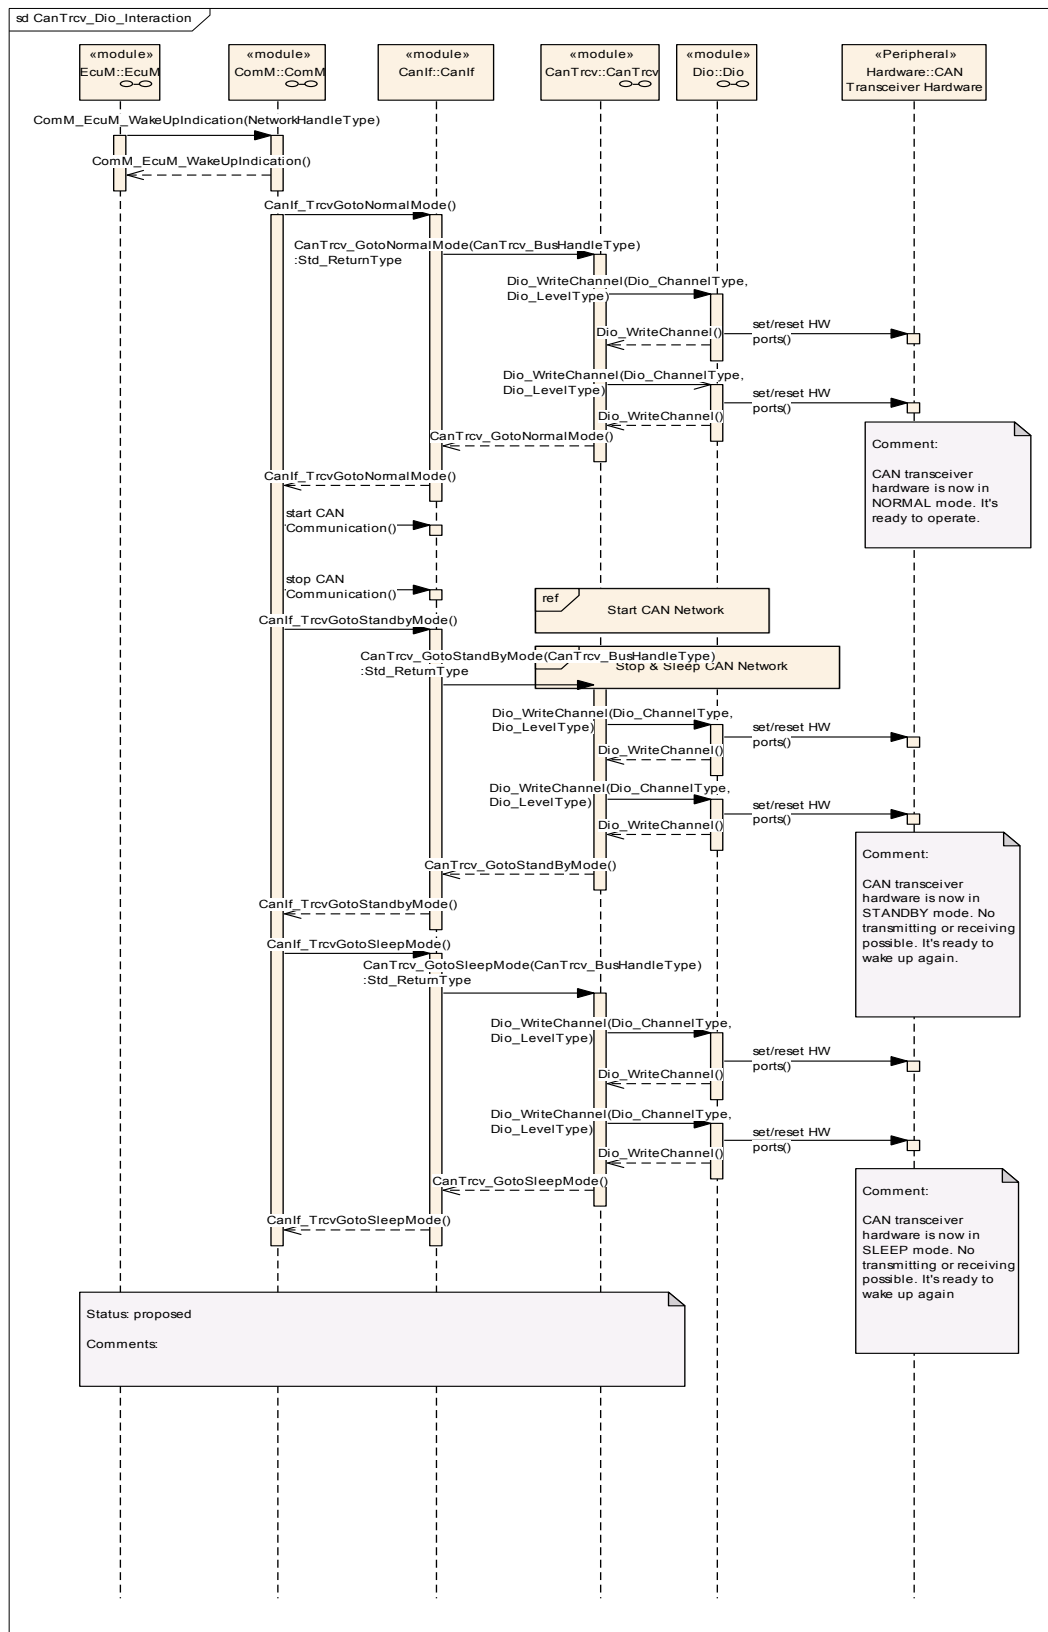 sd CanTrcv_Dio_Interaction
«module»
EcuM::EcuM
«module»
ComM::ComM
«module»
CanIf::CanIf
«module»
CanTrcv::CanTrcv
«module»
Dio::Dio
«Peripheral»
Hardware::CAN
Transceiver Hardware
ComM_EcuM_WakeUpIndication(NetworkHandleType)
ComM_EcuM_WakeUpIndication()
CanIf_TrcvGotoNormalMode()
CanTrcv_GotoNormalMode(CanTrcv_BusHandleType)
:Std_ReturnType
Dio_WriteChannel(Dio_ChannelType,
Dio_LevelType)
set/reset HW
ports()
Dio_WriteChannel()
Dio_WriteChannel(Dio_ChannelType,
Dio_LevelType)
set/reset HW
ports()
Dio_WriteChannel()
CanTrcv_GotoNormalMode()
Comment:
CAN transceiver
hardware is now in
NORMAL mode. It's
ready to operate.
CanIf_TrcvGotoNormalMode()
start CAN
Communication()
stop CAN
Communication()
ref
Start CAN Network
CanIf_TrcvGotoStandbyMode()
CanTrcv_GotoStandByMode(CanTrcv_BusHandleType)
:Std_ReturnType
Stop & Sleep CAN Network
Dio_WriteChannel(Dio_ChannelType,
Dio_LevelType)
set/reset HW
ports()
Dio_WriteChannel()
Dio_WriteChannel(Dio_ChannelType,
Dio_LevelType)
set/reset HW
ports()
Dio_WriteChannel()
CanTrcv_GotoStandByMode()
Comment:
CAN transceiver
hardware is now in
STANDBY mode. No
transmitting or receiving
possible. It's ready to
wake up again.
CanIf_TrcvGotoStandbyMode()
CanIf_TrcvGotoSleepMode()
CanTrcv_GotoSleepMode(CanTrcv_BusHandleType)
:Std_ReturnType
Dio_WriteChannel(Dio_ChannelType,
Dio_LevelType)
set/reset HW
ports()
Dio_WriteChannel()
Dio_WriteChannel(Dio_ChannelType,
Dio_LevelType)
set/reset HW
ports()
Dio_WriteChannel()
CanTrcv_GotoSleepMode()
CanIf_TrcvGotoSleepMode()
Comment:
CAN transceiver
hardware is now in
SLEEP mode. No
transmitting or receiving
possible. It's ready to
wake up again
Status: proposed
Comments: